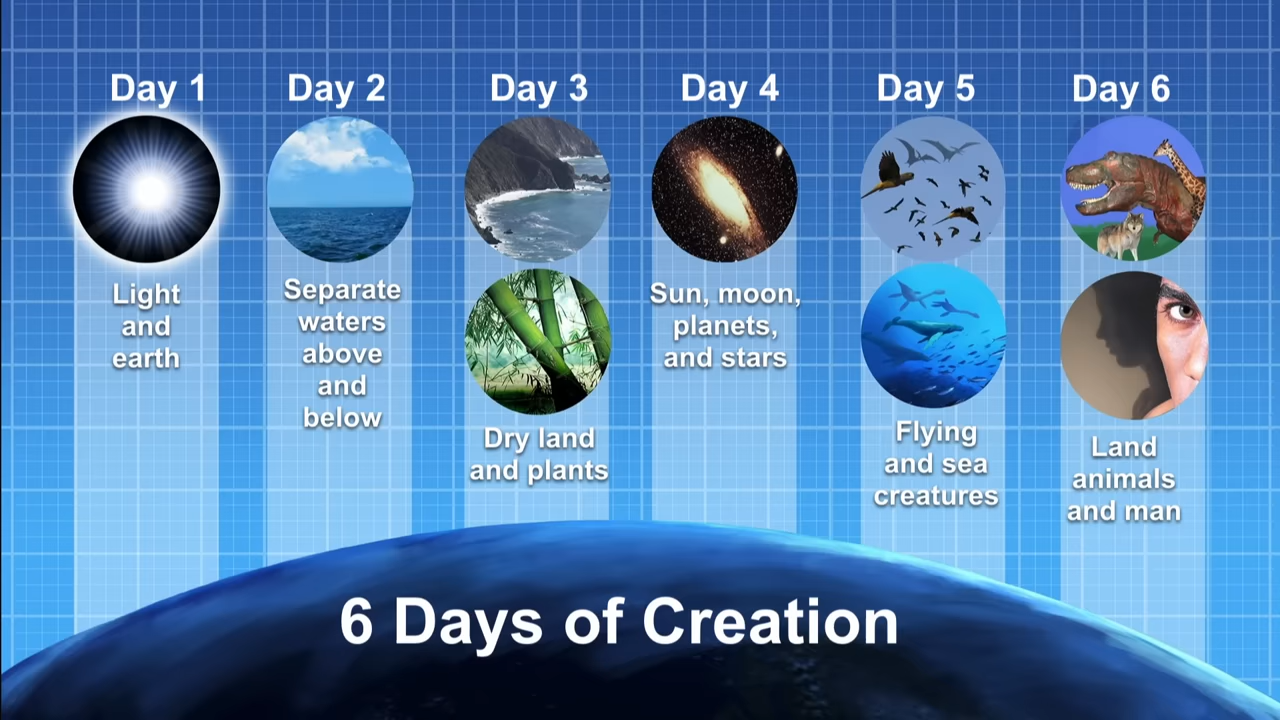 Day 1
Light
and
earth
Day 2
Separate
waters
above
and
below
Day 3
Dry land
and plants
Day 4
Sun, moon,
planets,
and stars
Day 5
Flying
and sea
creatures
Day 6
Land
animals
and man
6 Days of Creation